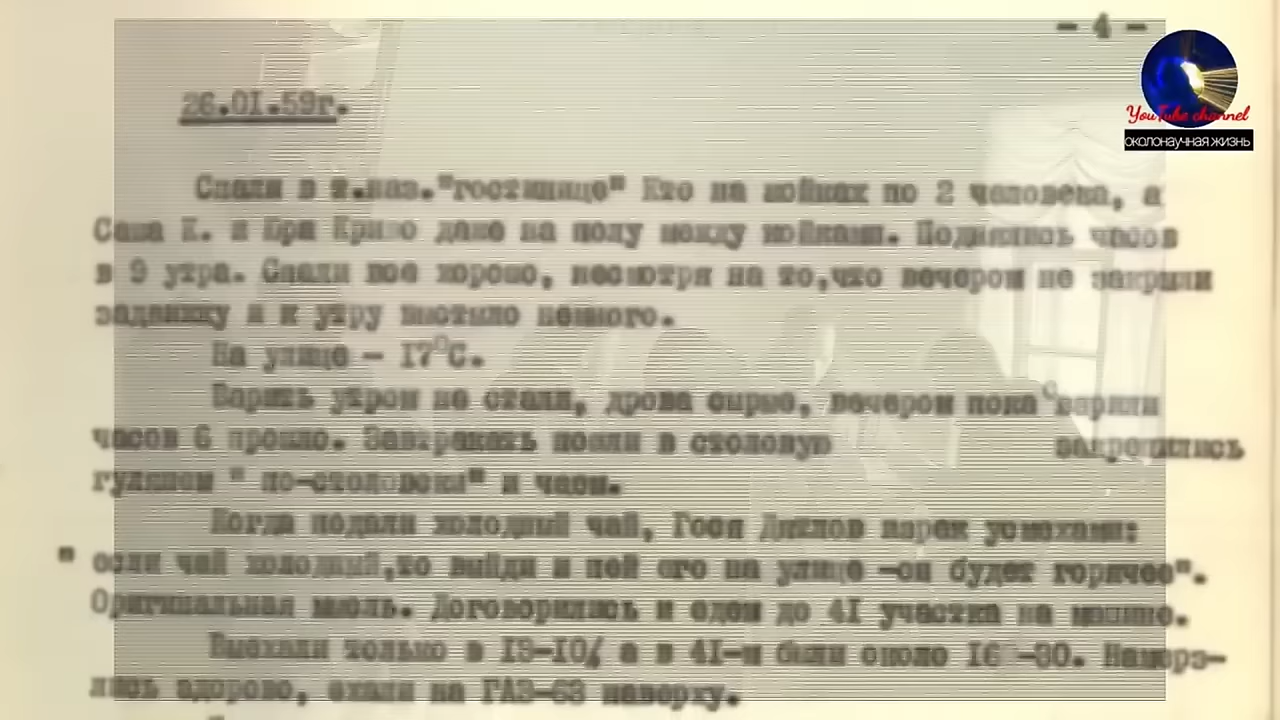 - 4 -
26.01.59г.
YouTube channel
околонаучная жизнь
Спали в т.наз."гостинице" Кто на койках по 2 человека, а
Саша К. и Юра Криво даже на полу между койками. Поднялись часов
в 9 утра. Спали все хорошо, несмотря на то,что вечером не закрыли
задвижку и к утру выстыло немного.
На улице - 17°С.
Варить утром не стали, дрова сырые, вечером пока варили
часов 6 прошло. Завтракать пошли в столовую закрепились
гуляшом " по-столовски" и чаем.
Когда подали холодный чай, Гося Дятлов изрек усмехаясь:
" если чай холодный,то выйди и пей его на улице -он будет горячее".
Оригинальная мысль. Договорились и едем до 41 участка на машине.
Выехали только в 13-10/ а в 41-м были около 16 -30. Намерз-
лись здорово, ехали на ГАЗ-63 наверху.